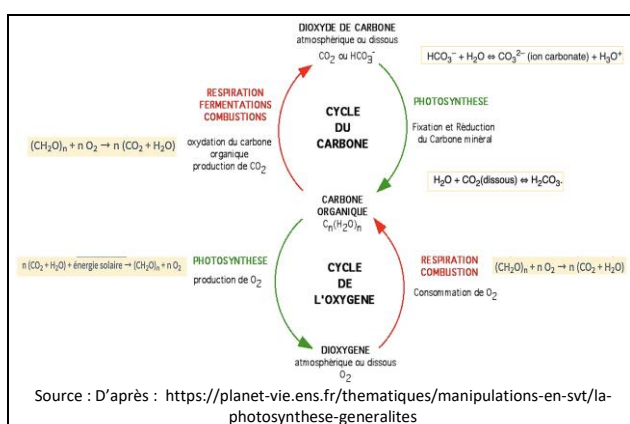 DIOXYDE DE CARBONE
atmosphérique ou dissous
CO₂ ou HCO₃⁻
HCO₃⁻ + H₂O ⇔ CO₃²⁻ (ion carbonate) + H₃O⁺
RESPIRATION
FERMENTATIONS
COMBUSTIONS
oxydation du carbone
organique
production de CO₂
(CH₂O)ₙ + n O₂ → n (CO₂ + H₂O)
CYCLE
DU
CARBONE
PHOTOSYNTHESE
Fixation et Réduction
du Carbone minéral
H₂O + CO₂(dissous) ⇔ H₂CO₃.
CARBONE
ORGANIQUE
Cₙ(H₂O)ₙ
n (CO₂ + H₂O) + énergie solaire → (CH₂O)ₙ + n O₂
PHOTOSYNTHESE
production de O₂
CYCLE
DE
L'OXYGENE
RESPIRATION
COMBUSTION
Consommation de O₂
(CH₂O)ₙ + n O₂ → n (CO₂ + H₂O)
DIOXYGENE
atmosphérique ou dissous
O₂
Source : D'après : https://planet-vie.ens.fr/thematiques/manipulations-en-svt/la-
photosynthese-generalites